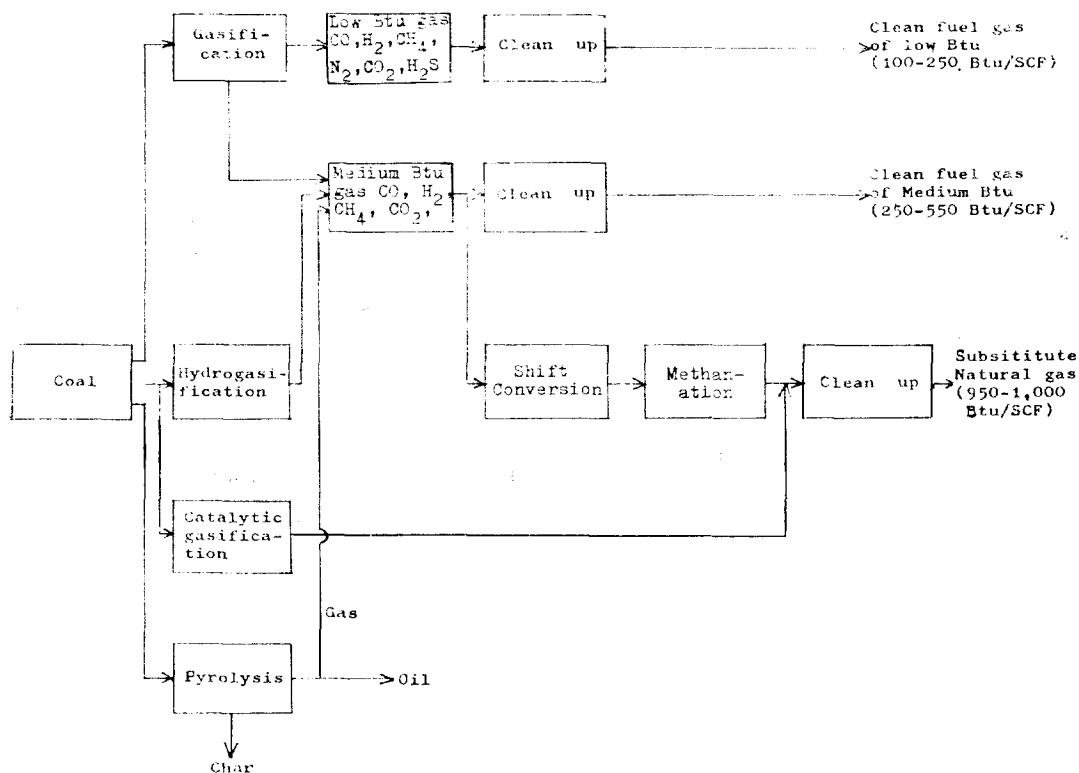 Gasifi-
cation
Low Btu gas
CO,H2,CH4,
N2,CO2,H2S
Clean up
Clean fuel gas
of low Btu
(100-250. Btu/SCF)
Medium Btu
gas CO, H2
CH4, CO2,
Clean up
Clean fuel gas
of Medium Btu
(250-550 Btu/SCF)
Coal
Hydrogasi-
fication
Shift
Conversion
Methan-
ation
Clean up
Subsititute
Natural gas
(950-1,000
Btu/SCF)
Catalytic
gasifica-
tion
Gas
Pyrolysis
Oil
Char